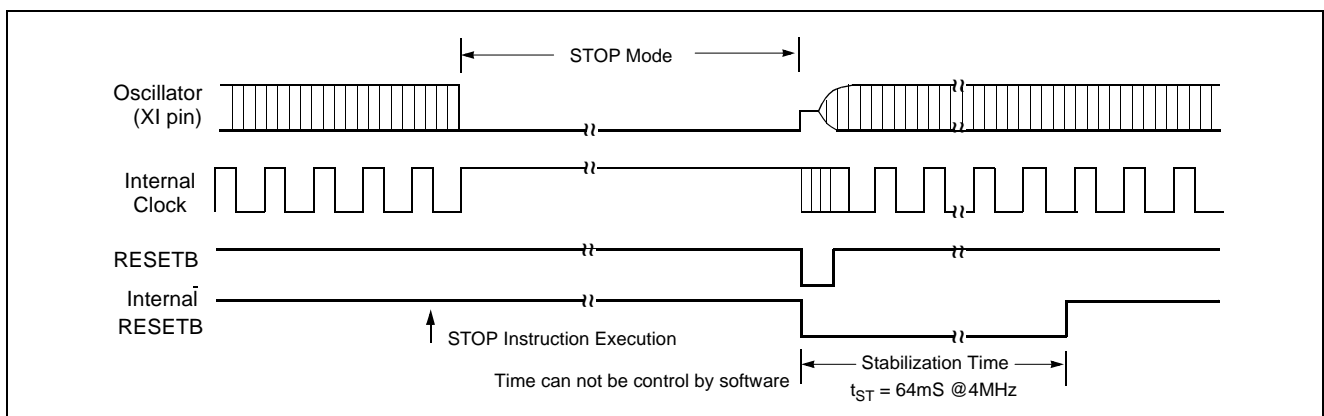 STOP Mode
Oscillator
(XI pin)
Internal
Clock
RESETB
Internal
RESETB
STOP Instruction Execution
Time can not be control by software
Stabilization Time
tST = 64mS @4MHz